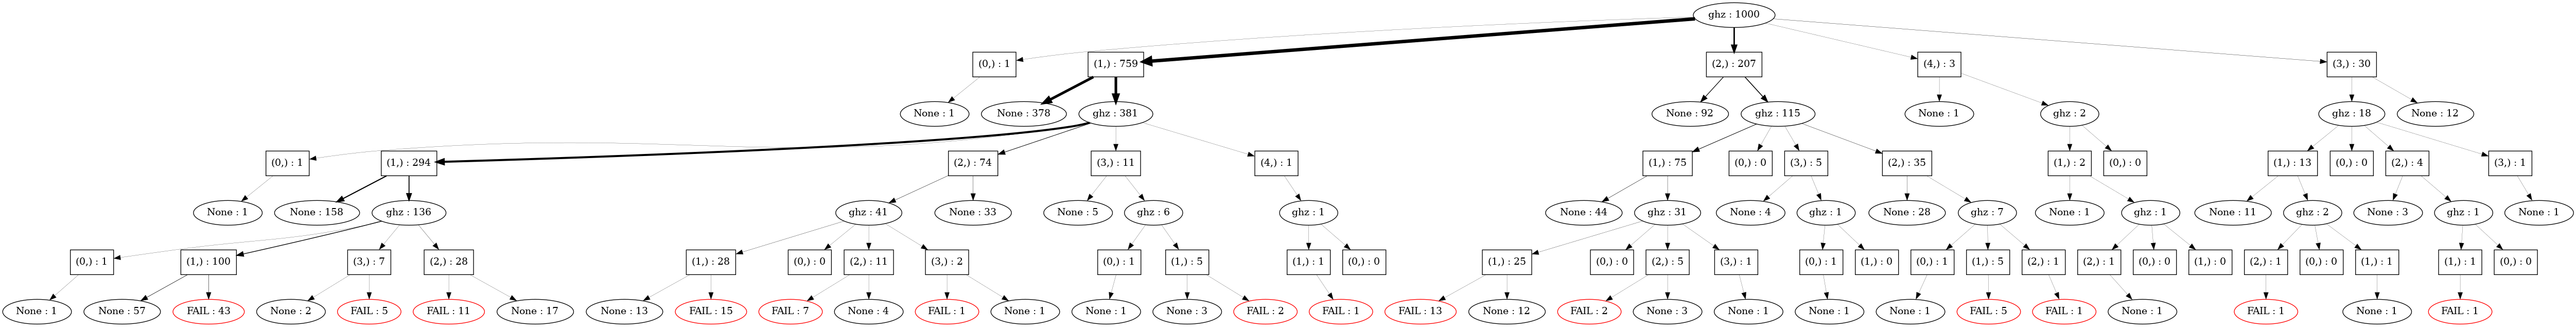 ghz : 1000
(0,) : 1
(1,) : 759
(2,) : 207
(4,) : 3
(3,) : 30
None : 1
None : 378
ghz : 381
None : 92
ghz : 115
None : 1
ghz : 2
ghz : 18
None : 12
(0,) : 1
(1,) : 294
(2,) : 74
(3,) : 11
(4,) : 1
(1,) : 75
(0,) : 0
(3,) : 5
(2,) : 35
(1,) : 2
(0,) : 0
(1,) : 13
(0,) : 0
(2,) : 4
(3,) : 1
None : 1
None : 158
ghz : 136
ghz : 41
None : 33
None : 5
ghz : 6
ghz : 1
None : 44
ghz : 31
None : 4
ghz : 1
None : 28
ghz : 7
None : 1
ghz : 1
None : 11
ghz : 2
None : 3
ghz : 1
None : 1
(0,) : 1
(1,) : 100
(3,) : 7
(2,) : 28
(1,) : 28
(0,) : 0
(2,) : 11
(3,) : 2
(0,) : 1
(1,) : 5
(1,) : 1
(0,) : 0
(1,) : 25
(0,) : 0
(2,) : 5
(3,) : 1
(0,) : 1
(1,) : 0
(0,) : 1
(1,) : 5
(2,) : 1
(2,) : 1
(0,) : 0
(1,) : 0
(2,) : 1
(0,) : 0
(1,) : 1
(1,) : 1
(0,) : 0
None : 1
None : 57
FAIL : 43
None : 2
FAIL : 5
FAIL : 11
None : 17
None : 13
FAIL : 15
FAIL : 7
None : 4
FAIL : 1
None : 1
None : 1
None : 3
FAIL : 2
FAIL : 1
FAIL : 13
None : 12
FAIL : 2
None : 3
None : 1
None : 1
None : 1
FAIL : 5
FAIL : 1
None : 1
FAIL : 1
None : 1
FAIL : 1